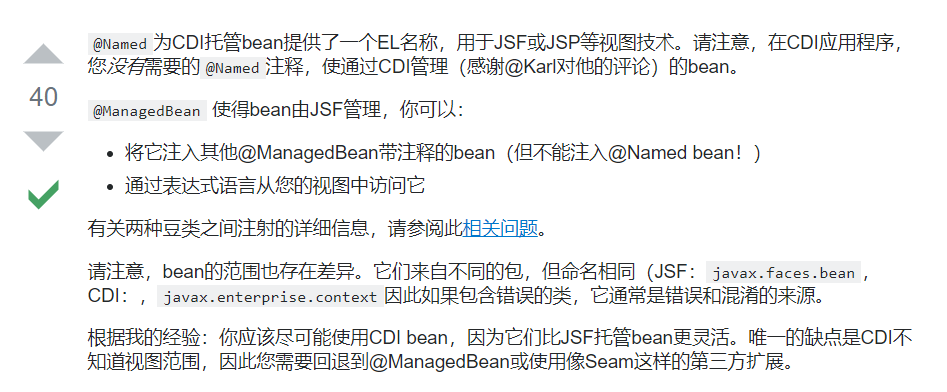 @Named 为CDI托管bean提供了一个EL名称，用于JSF或JSP等视图技术。请注意，在CDI应用程序，
您没有需要的 @Named 注释，使通过CDI管理（感谢@Karl对他的评论）的bean。
40
@ManagedBean 使得bean由JSF管理，你可以：
• 将它注入其他@ManagedBean带注释的bean（但不能注入@Named bean！）
• 通过表达式语言从您的视图中访问它
有关两种豆类之间注射的详细信息，请参阅此相关问题。
请注意，bean的范围也存在差异。它们来自不同的包，但命名相同（JSF： javax.faces.bean ，
CDI：， javax.enterprise.context 因此如果包含错误的类，它通常是错误和混淆的来源。
根据我的经验：你应该尽可能使用CDI bean，因为它们比JSF托管bean更灵活。唯一的缺点是CDI不
知道视图范围，因此您需要回退到@ManagedBean或使用像Seam这样的第三方扩展。